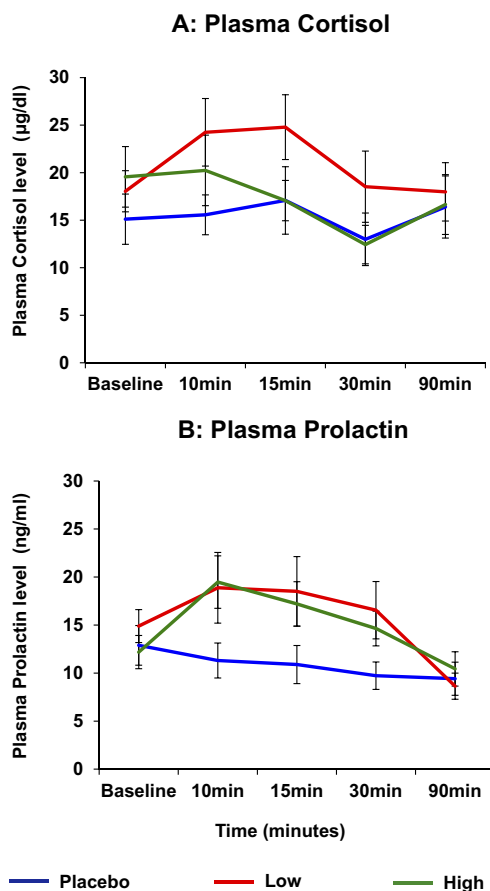 A: Plasma Cortisol
Plasma Cortisol level (µg/dl)
30
25
20
15
10
5
0
Baseline 10min 15min 30min 90min
B: Plasma Prolactin
Plasma Prolactin level (ng/ml)
30
25
20
15
10
5
0
Baseline 10min 15min 30min 90min
Time (minutes)
Placebo Low High